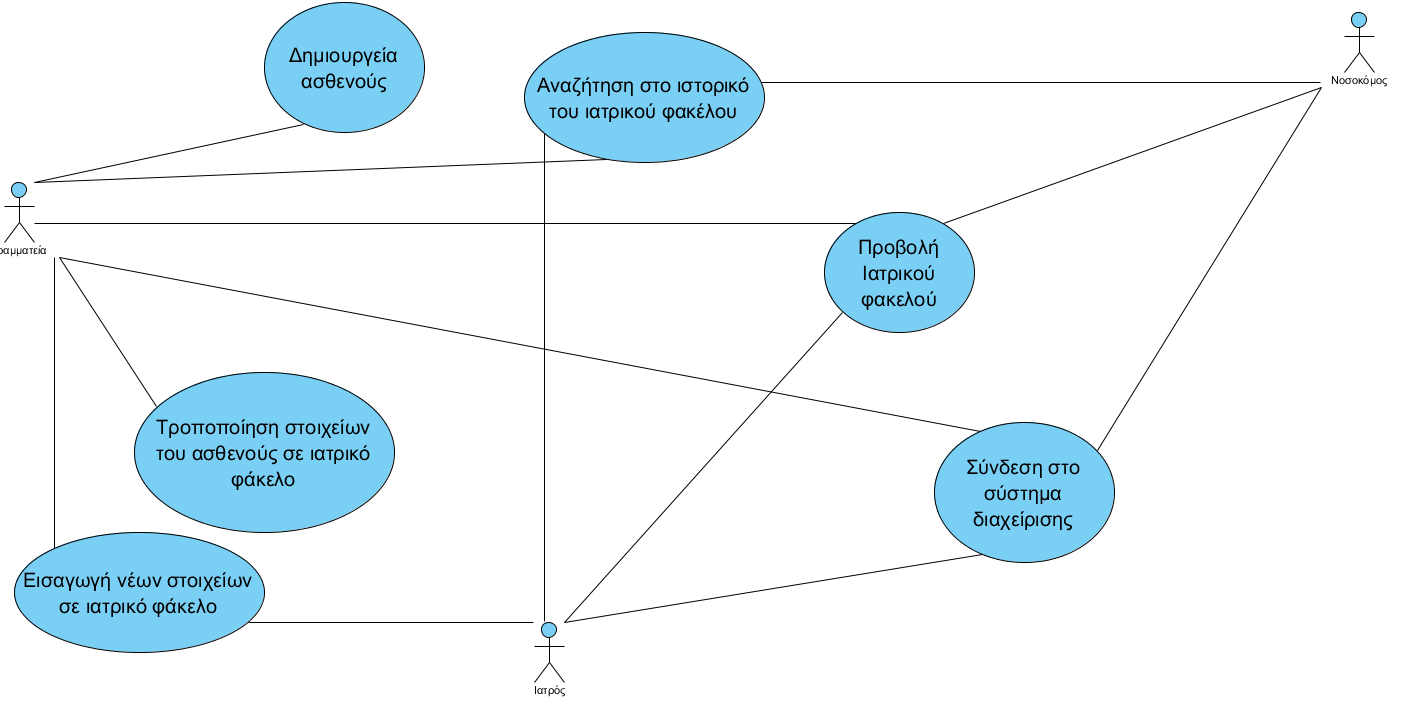 Δημιουργεία
ασθενούς
Αναζήτηση στο ιστορικό
του ιατρικού φακέλου
Νοσοκόμος
ραμματεία
Προβολή
Ιατρικού
φακελού
Τροποποίηση στοιχείων
του ασθενούς σε ιατρικό
φάκελο
Σύνδεση στο
σύστημα
διαχείρισης
Εισαγωγή νέων στοιχείων
σε ιατρικό φάκελο
Ιατρός